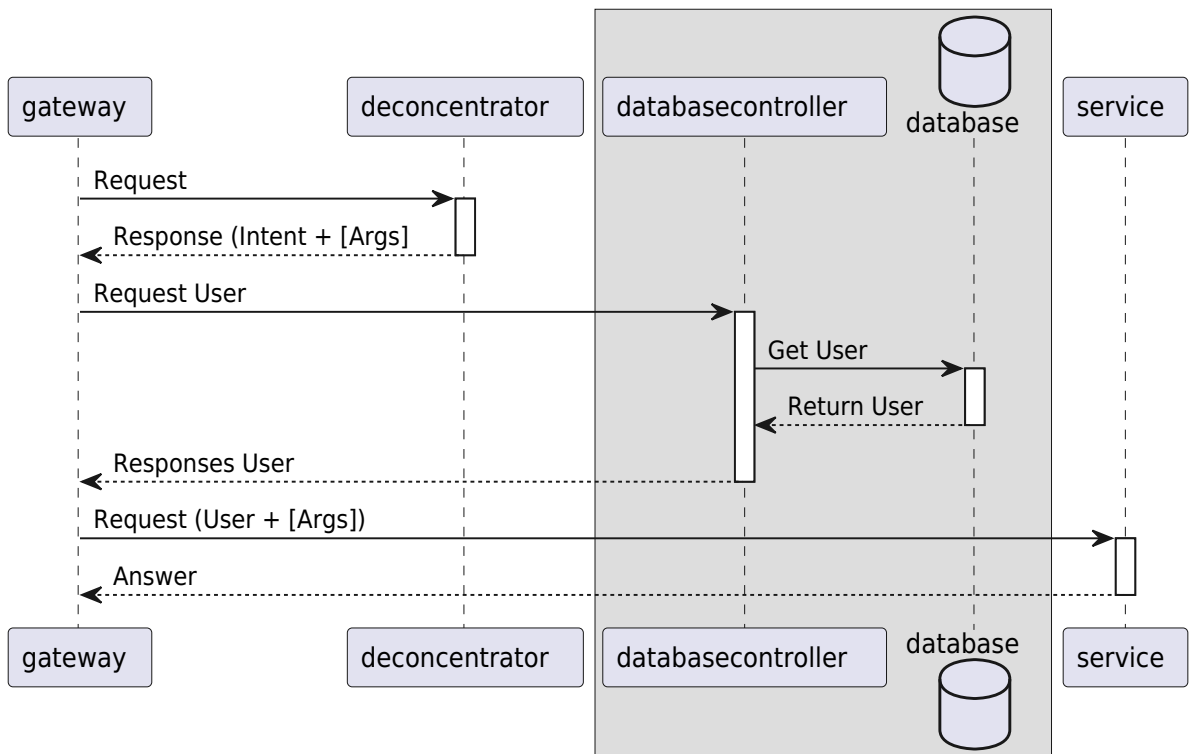 gateway
deconcentrator
databasecontroller
database
service
Request
Response (Intent + [Args]
Request User
Get User
Return User
Responses User
Request (User + [Args])
Answer
gateway
deconcentrator
databasecontroller
database
service